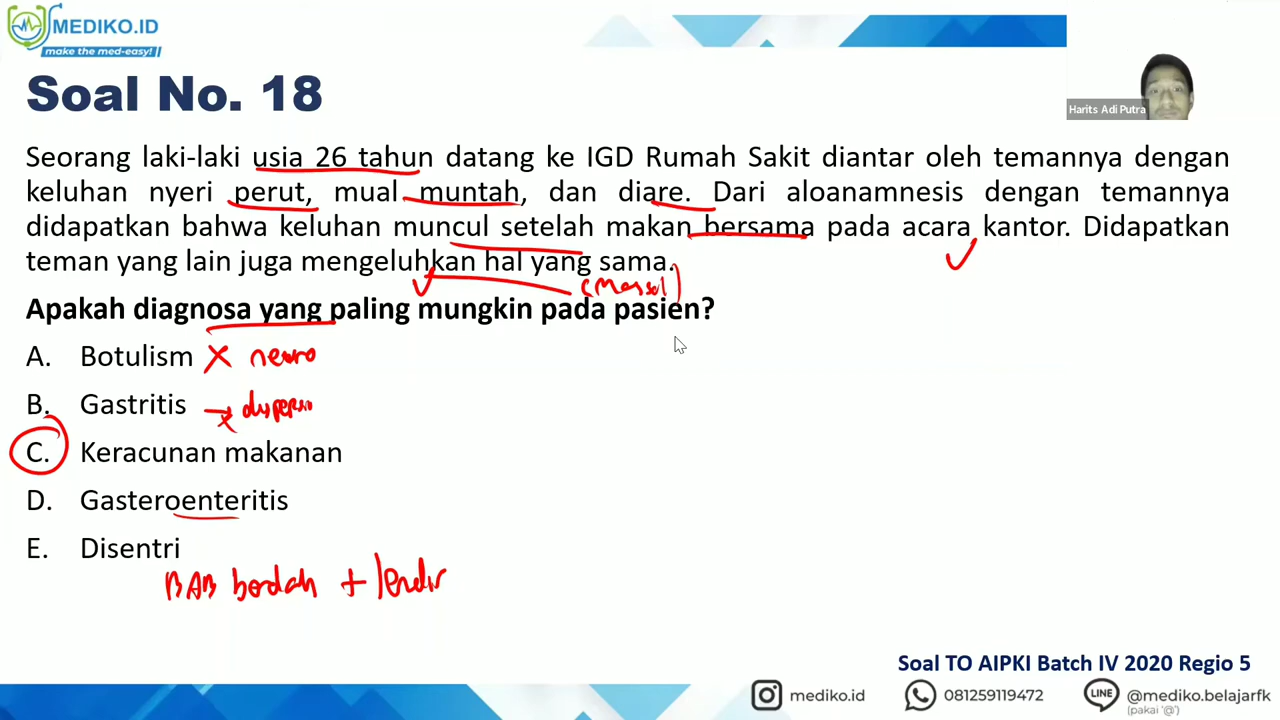 MEDIKO.ID
make the med-easy!
Soal No. 18
Harits Adi Putra
Seorang laki-laki usia 26 tahun datang ke IGD Rumah Sakit diantar oleh temannya dengan
keluhan nyeri perut, mual muntah, dan diare. Dari aloanamnesis dengan temannya
didapatkan bahwa keluhan muncul setelah makan bersama pada acara kantor. Didapatkan
teman yang lain juga mengeluhkan hal yang sama.
(Massal)
Apakah diagnosa yang paling mungkin pada pasien?
A. Botulism X neuro
B. Gastritis → x
C. Keracunan makanan
D. Gasteroenteritis
E. Disentri
BAB berdah + lendir
Soal TO AIPKI Batch IV 2020 Regio 5
mediko.id
081259119472
LINE
@mediko.belajarfk
(pakai '@')